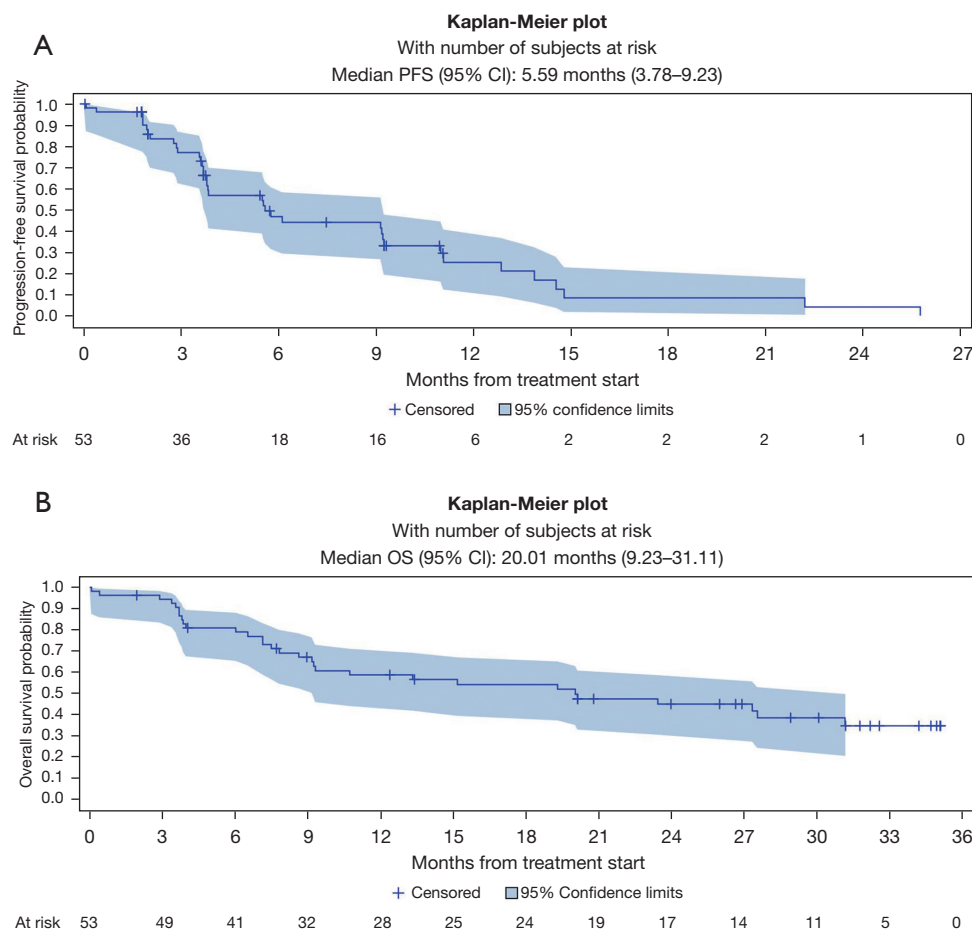 A
Kaplan-Meier plot
With number of subjects at risk
Median PFS (95% CI): 5.59 months (3.78–9.23)
Progression-free survival probability
1.0
0.9
0.8
0.7
0.6
0.5
0.4
0.3
0.2
0.1
0.0
0 3 6 9 12 15 18 21 24 27
Months from treatment start
Censored 95% confidence limits
At risk 53 36 18 16 6 2 2 2 1 0
B
Kaplan-Meier plot
With number of subjects at risk
Median OS (95% CI): 20.01 months (9.23–31.11)
Overall survival probability
1.0
0.9
0.8
0.7
0.6
0.5
0.4
0.3
0.2
0.1
0.0
0 3 6 9 12 15 18 21 24 27 30 33 36
Months from treatment start
Censored 95% Confidence limits
At risk 53 49 41 32 28 25 24 19 17 14 11 5 0